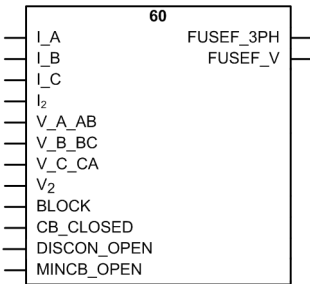 60
I_A FUSEF_3PH
I_B FUSEF_V
I_C
I₂
V_A_AB
V_B_BC
V_C_CA
V₂
BLOCK
CB_CLOSED
DISCON_OPEN
MINCB_OPEN